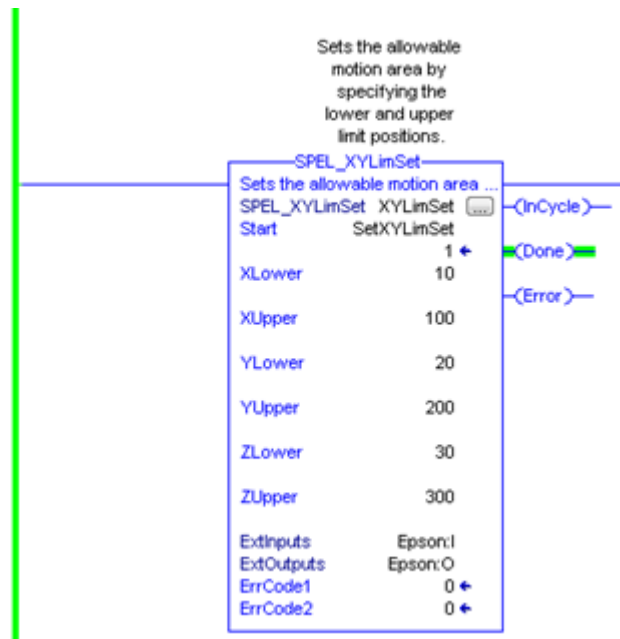 Sets the allowable
motion area by
specifying the
lower and upper
limit positions.
SPEL_XYLimSet
Sets the allowable motion area ...
SPEL_XYLimSet XYLimSet ... (InCycle)
Start SetXYLimSet
1 (Done)
XLower 10
(Error)
XUpper 100
YLower 20
YUpper 200
ZLower 30
ZUpper 300
ExtInputs Epson:I
ExtOutputs Epson:O
ErrCode1 0
ErrCode2 0